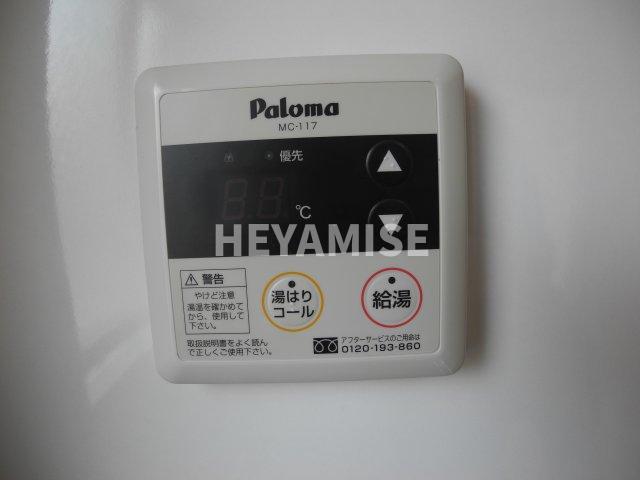 Paloma
MC-117
優先
88
℃
HEYAMISE
警告
やけど注意
湯温を確かめて
から、使用して
下さい。
取扱説明書をよく読ん
で正しくご使用下さい。
湯はり
コール
給湯
アフターサービスのご用命は
0120-193-860